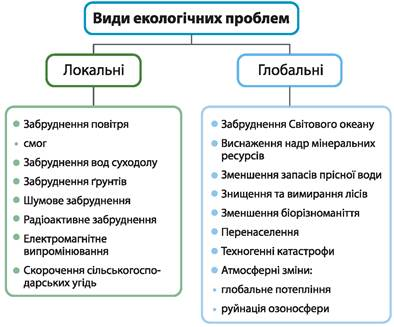 Види екологічних проблем
Локальні
Глобальні
Забруднення повітря
смог
Забруднення вод суходолу
Забруднення ґрунтів
Шумове забруднення
Радіоактивне забруднення
Електромагнітне
випромінювання
Скорочення сільськогоспо-
дарських угідь
Забруднення Світового океану
Виснаження надр мінеральних
ресурсів
Зменшення запасів прісної води
Знищення та вимирання лісів
Зменшення біорізноманіття
Перенаселення
Техногенні катастрофи
Атмосферні зміни:
глобальне потепління
руйнація озоносфери